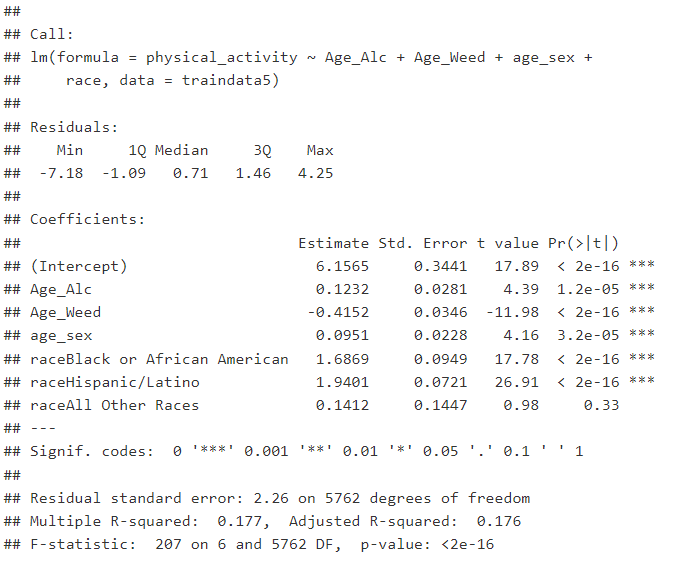 ##
## Call:
## lm(formula = physical_activity ~ Age_Alc + Age_Weed + age_sex +
##     race, data = traindata5)
##
## Residuals:
##    Min     1Q Median     3Q    Max
##  -7.18  -1.09   0.71   1.46   4.25
##
## Coefficients:
##                               Estimate Std. Error t value Pr(>|t|)
## (Intercept)                     6.1565     0.3441   17.89  < 2e-16 ***
## Age_Alc                         0.1232     0.0281    4.39  1.2e-05 ***
## Age_Weed                       -0.4152     0.0346  -11.98  < 2e-16 ***
## age_sex                         0.0951     0.0228    4.16  3.2e-05 ***
## raceBlack or African American   1.6869     0.0949   17.78  < 2e-16 ***
## raceHispanic/Latino             1.9401     0.0721   26.91  < 2e-16 ***
## raceAll Other Races             0.1412     0.1447    0.98     0.33
## ---
## Signif. codes:  0 '***' 0.001 '**' 0.01 '*' 0.05 '.' 0.1 ' ' 1
##
## Residual standard error: 2.26 on 5762 degrees of freedom
## Multiple R-squared:  0.177,  Adjusted R-squared:  0.176
## F-statistic:  207 on 6 and 5762 DF,  p-value: <2e-16